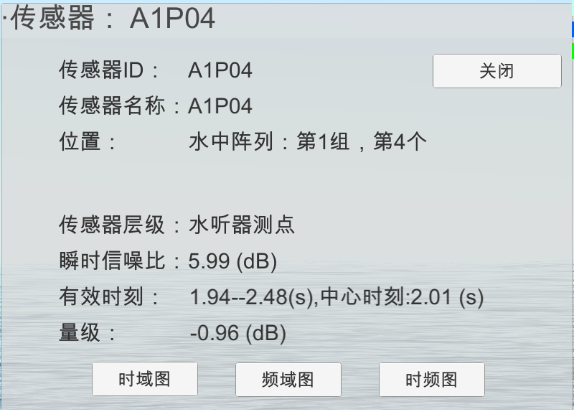 ·传感器： A1P04
传感器ID： A1P04
关闭
传感器名称：A1P04
位置： 水中阵列：第1组，第4个
传感器层级：水听器测点
瞬时信噪比：5.99 (dB)
有效时刻： 1.94--2.48(s),中心时刻:2.01 (s)
量级： -0.96 (dB)
时域图 频域图 时频图